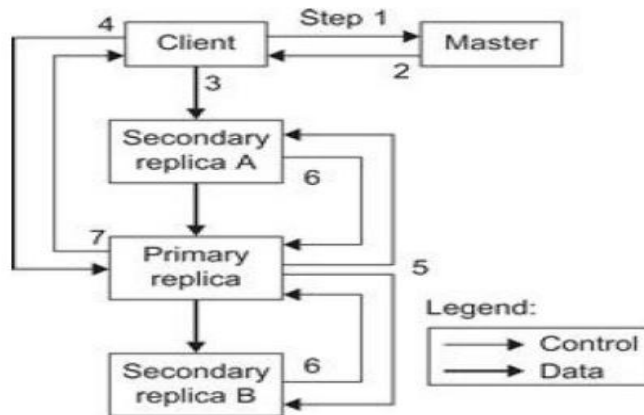 4
Step 1
Client
Master
2
3
Secondary
replica A
6
7
Primary
replica
5
Legend:
Control
Data
6
Secondary
replica B